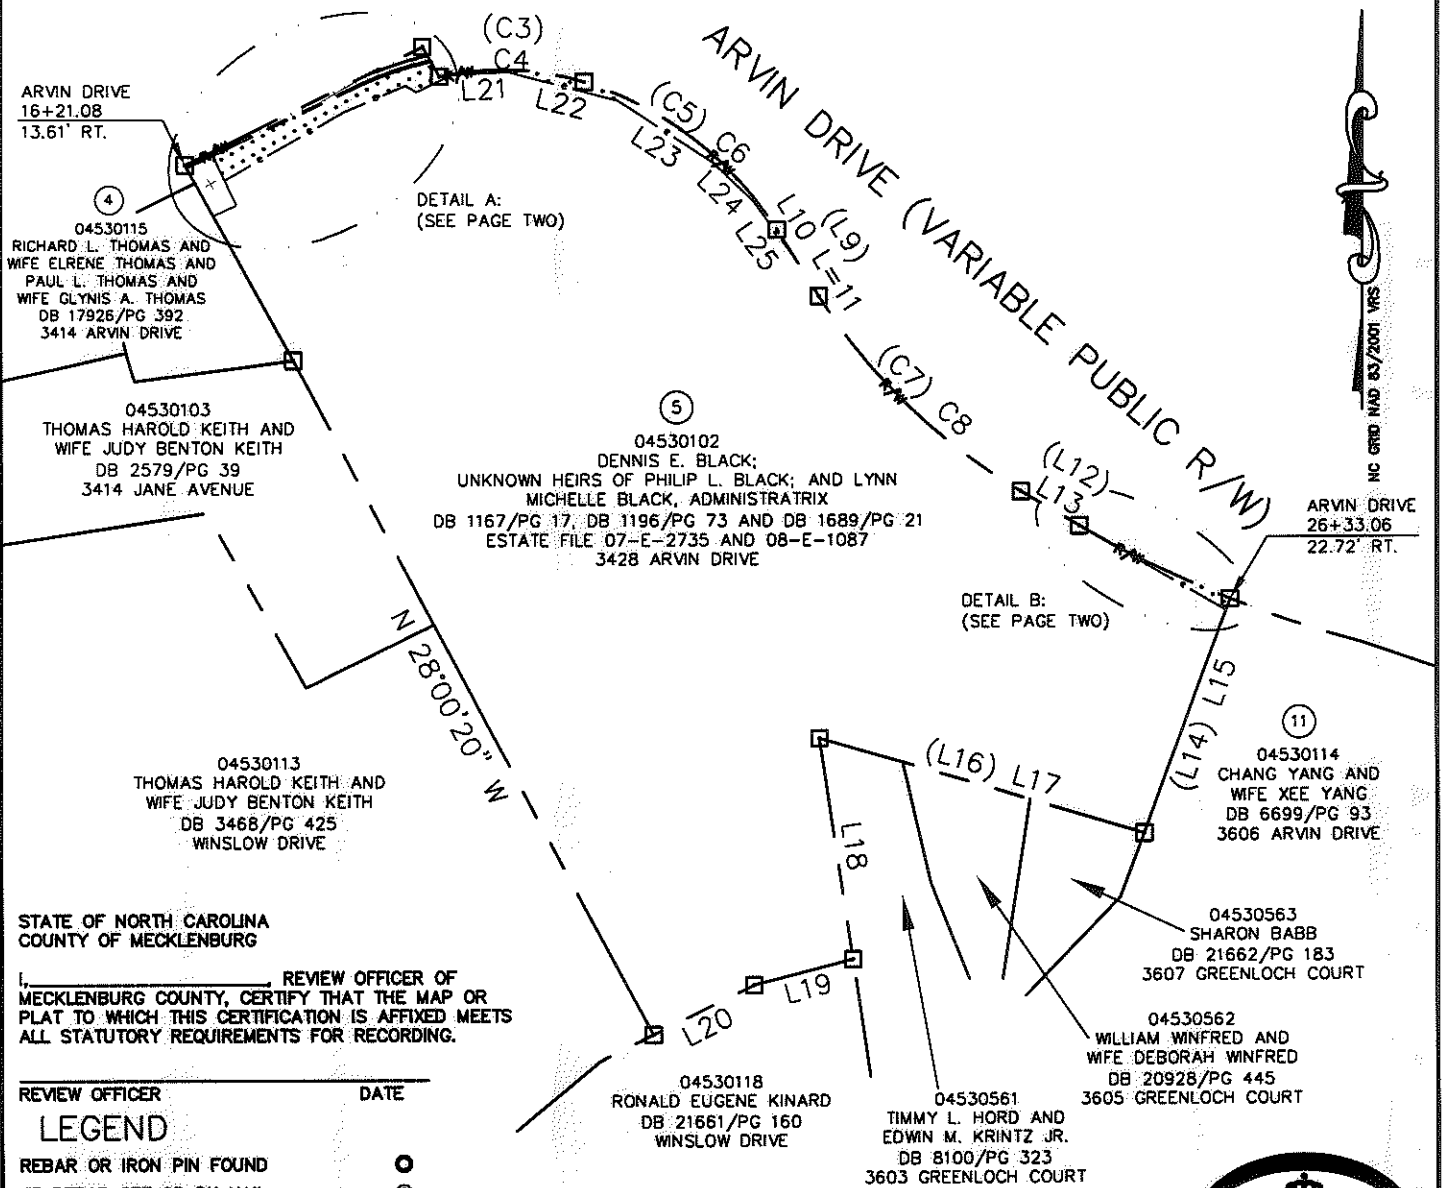 (C3)
C4
L21
L22
(C5) C6
L23
L24
L25
L10
(L9)
L=11
(C7) C8
(L12)
L13
ARVIN DRIVE (VARIABLE PUBLIC R/W)
R/W
R/W
R/W
NC GRID NAD 83/2001 VRS
ARVIN DRIVE
16+21.08
13.61' RT.
DETAIL A:
(SEE PAGE TWO)
4
04530115
RICHARD L. THOMAS AND
WIFE ELRENE THOMAS AND
PAUL L. THOMAS AND
WIFE GLYNIS A. THOMAS
DB 17926/PG 392
3414 ARVIN DRIVE
04530103
THOMAS HAROLD KEITH AND
WIFE JUDY BENTON KEITH
DB 2579/PG 39
3414 JANE AVENUE
5
04530102
DENNIS E. BLACK;
UNKNOWN HEIRS OF PHILIP L. BLACK; AND LYNN
MICHELLE BLACK, ADMINISTRATRIX
DB 1167/PG 17, DB 1196/PG 73 AND DB 1689/PG 21
ESTATE FILE 07-E-2735 AND 08-E-1087
3428 ARVIN DRIVE
ARVIN DRIVE
26+33.06
22.72' RT.
DETAIL B:
(SEE PAGE TWO)
N 28°00'20" W
(L14) L15
(L16) L17
L18
L19
L20
11
04530114
CHANG YANG AND
WIFE XEE YANG
DB 6699/PG 93
3606 ARVIN DRIVE
04530113
THOMAS HAROLD KEITH AND
WIFE JUDY BENTON KEITH
DB 3468/PG 425
WINSLOW DRIVE
04530563
SHARON BABB
DB 21662/PG 183
3607 GREENLOCH COURT
04530562
WILLIAM WINFRED AND
WIFE DEBORAH WINFRED
DB 20928/PG 445
3605 GREENLOCH COURT
04530561
TIMMY L. HORD AND
EDWIN M. KRINTZ JR.
DB 8100/PG 323
3603 GREENLOCH COURT
04530118
RONALD EUGENE KINARD
DB 21661/PG 160
WINSLOW DRIVE
STATE OF NORTH CAROLINA
COUNTY OF MECKLENBURG
I,____________________, REVIEW OFFICER OF
MECKLENBURG COUNTY, CERTIFY THAT THE MAP OR
PLAT TO WHICH THIS CERTIFICATION IS AFFIXED MEETS
ALL STATUTORY REQUIREMENTS FOR RECORDING.
REVIEW OFFICER DATE
LEGEND
REBAR OR IRON PIN FOUND